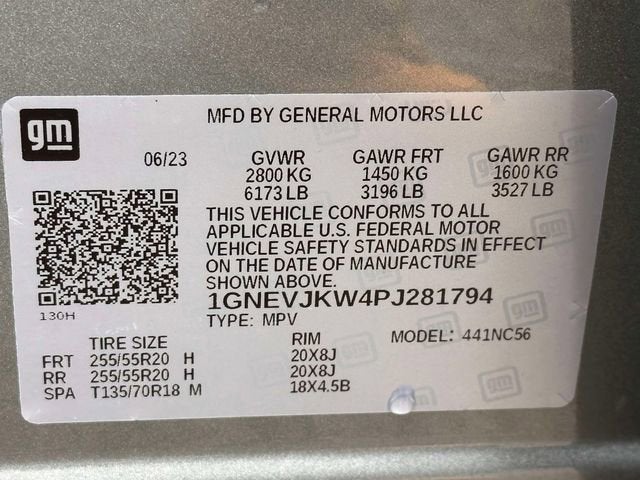 gm
MFD BY GENERAL MOTORS LLC
06/23 GVWR GAWR FRT GAWR RR
2800 KG 1450 KG 1600 KG
6173 LB 3196 LB 3527 LB
THIS VEHICLE CONFORMS TO ALL
APPLICABLE U.S. FEDERAL MOTOR
VEHICLE SAFETY STANDARDS IN EFFECT
ON THE DATE OF MANUFACTURE
SHOWN ABOVE.
1GNEVJKW4PJ281794
130H
TYPE: MPV MODEL: 441NC56
TIRE SIZE RIM
FRT 255/55R20 H 20X8J
RR 255/55R20 H 20X8J
SPA T135/70R18 M 18X4.5B